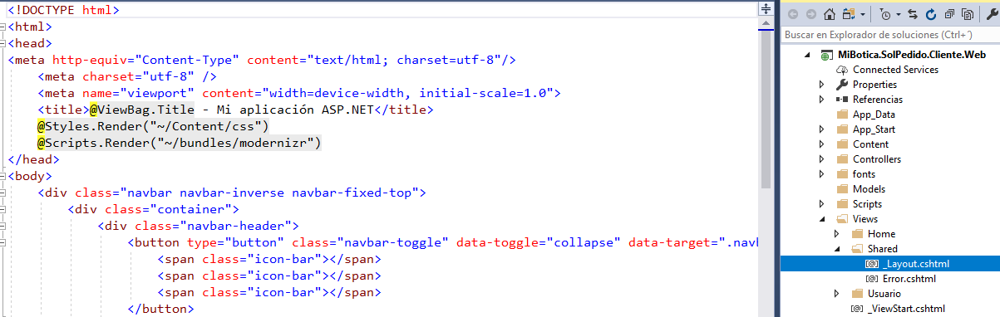 <!DOCTYPE html>
<html>
<head>
<meta http-equiv="Content-Type" content="text/html; charset=utf-8"/>
<meta charset="utf-8" />
<meta name="viewport" content="width=device-width, initial-scale=1.0">
<title>@ViewBag.Title - Mi aplicación ASP.NET</title>
@Styles.Render("~/Content/css")
@Scripts.Render("~/bundles/modernizr")
</head>
<body>
<div class="navbar navbar-inverse navbar-fixed-top">
<div class="container">
<div class="navbar-header">
<button type="button" class="navbar-toggle" data-toggle="collapse" data-target=".navb
<span class="icon-bar"></span>
<span class="icon-bar"></span>
<span class="icon-bar"></span>
</button>
Buscar en Explorador de soluciones (Ctrl+´)
MiBotica.SolPedido.Cliente.Web
Connected Services
Properties
Referencias
App_Data
App_Start
Content
Controllers
fonts
Models
Scripts
Views
Home
Shared
_Layout.cshtml
Error.cshtml
Usuario
_ViewStart.cshtml